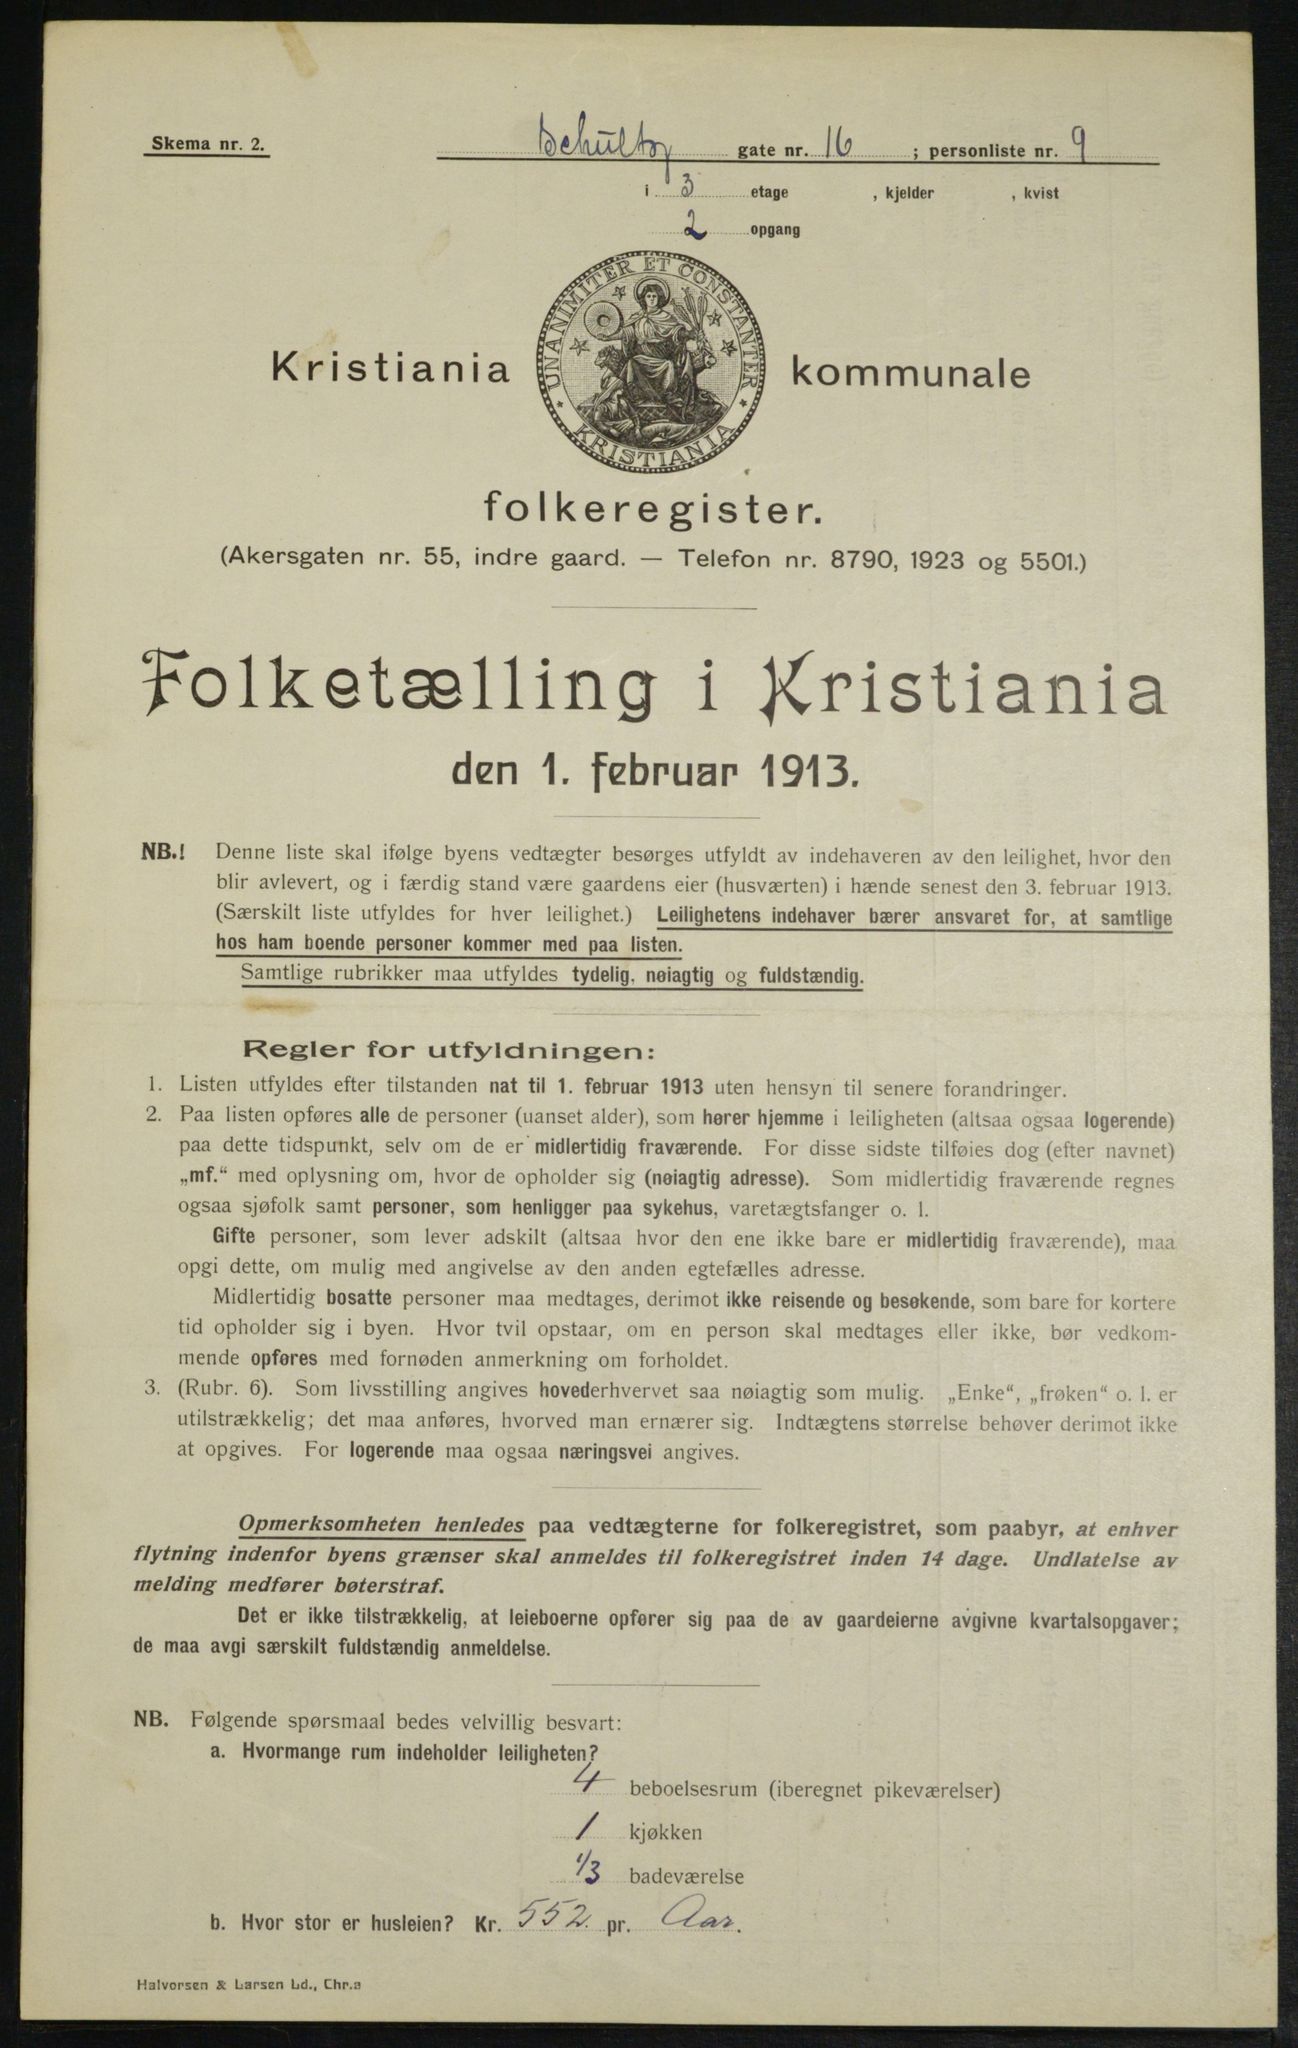 Skema nr. 2.
Schultz gate nr. 16 ; personliste nr. 9
i 3 etage , kjelder , kvist
2 opgang
UNANIMITER ET CONSTANTER
KRISTIANIA
Kristiania kommunale
folkeregister.
(Akersgaten nr. 55, indre gaard. — Telefon nr. 8790, 1923 og 5501.)
Folketælling i Kristiania
den 1. februar 1913.
NB.! Denne liste skal ifølge byens vedtægter besørges utfyldt av indehaveren av den leilighet, hvor den
blir avlevert, og i færdig stand være gaardens eier (husværten) i hænde senest den 3. februar 1913.
(Særskilt liste utfyldes for hver leilighet.) Leilighetens indehaver bærer ansvaret for, at samtlige
hos ham boende personer kommer med paa listen.
Samtlige rubrikker maa utfyldes tydelig, nøiagtig og fuldstændig.
Regler for utfyldningen:
1. Listen utfyldes efter tilstanden nat til 1. februar 1913 uten hensyn til senere forandringer.
2. Paa listen opføres alle de personer (uanset alder), som hører hjemme i leiligheten (altsaa ogsaa logerende)
paa dette tidspunkt, selv om de er midlertidig fraværende. For disse sidste tilføies dog (efter navnet)
„mf.“ med oplysning om, hvor de opholder sig (nøiagtig adresse). Som midlertidig fraværende regnes
ogsaa sjøfolk samt personer, som henligger paa sykehus, varetægtsfanger o. l.
Gifte personer, som lever adskilt (altsaa hvor den ene ikke bare er midlertidig fraværende), maa
opgi dette, om mulig med angivelse av den anden egtefælles adresse.
Midlertidig bosatte personer maa medtages, derimot ikke reisende og besøkende, som bare for kortere
tid opholder sig i byen. Hvor tvil opstaar, om en person skal medtages eller ikke, bør vedkom-
mende opføres med fornøden anmerkning om forholdet.
3. (Rubr. 6). Som livsstilling angives hovederhvervet saa nøiagtig som mulig. „Enke“, „frøken“ o. l. er
utilstrækkelig; det maa anføres, hvorved man ernærer sig. Indtægtens størrelse behøver derimot ikke
at opgives. For logerende maa ogsaa næringsvei angives.
Opmerksomheten henledes paa vedtægterne for folkeregistret, som paabyr, at enhver
flytning indenfor byens grænser skal anmeldes til folkeregistret inden 14 dage. Undlatelse av
melding medfører bøterstraf.
Det er ikke tilstrækkelig, at leieboerne opfører sig paa de av gaardeierne avgivne kvartalsopgaver;
de maa avgi særskilt fuldstændig anmeldelse.
NB. Følgende spørsmaal bedes velvillig besvart:
a. Hvormange rum indeholder leiligheten?
4 beboelsesrum (iberegnet pikeværelser)
1 kjøkken
1/3 badeværelse
b. Hvor stor er husleien? Kr. 552 pr. Aar.
Halvorsen & Larsen Ld., Chr.a